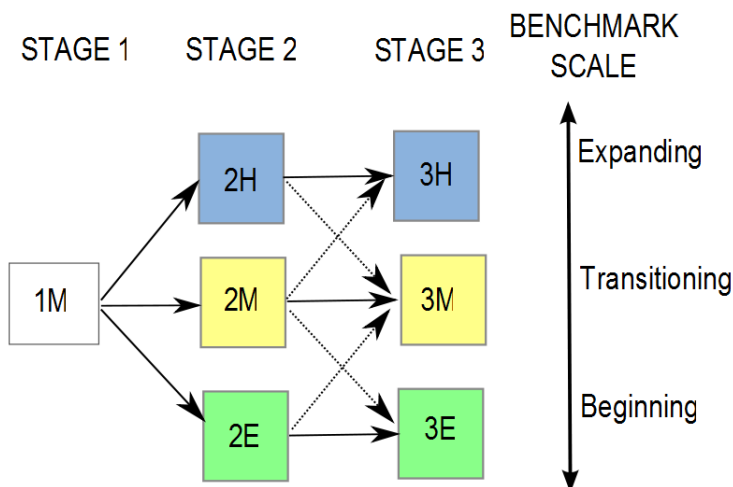 STAGE 1
STAGE 2
STAGE 3
BENCHMARK
SCALE
2H
3H
Expanding
1M
2M
3M
Transitioning
2E
3E
Beginning